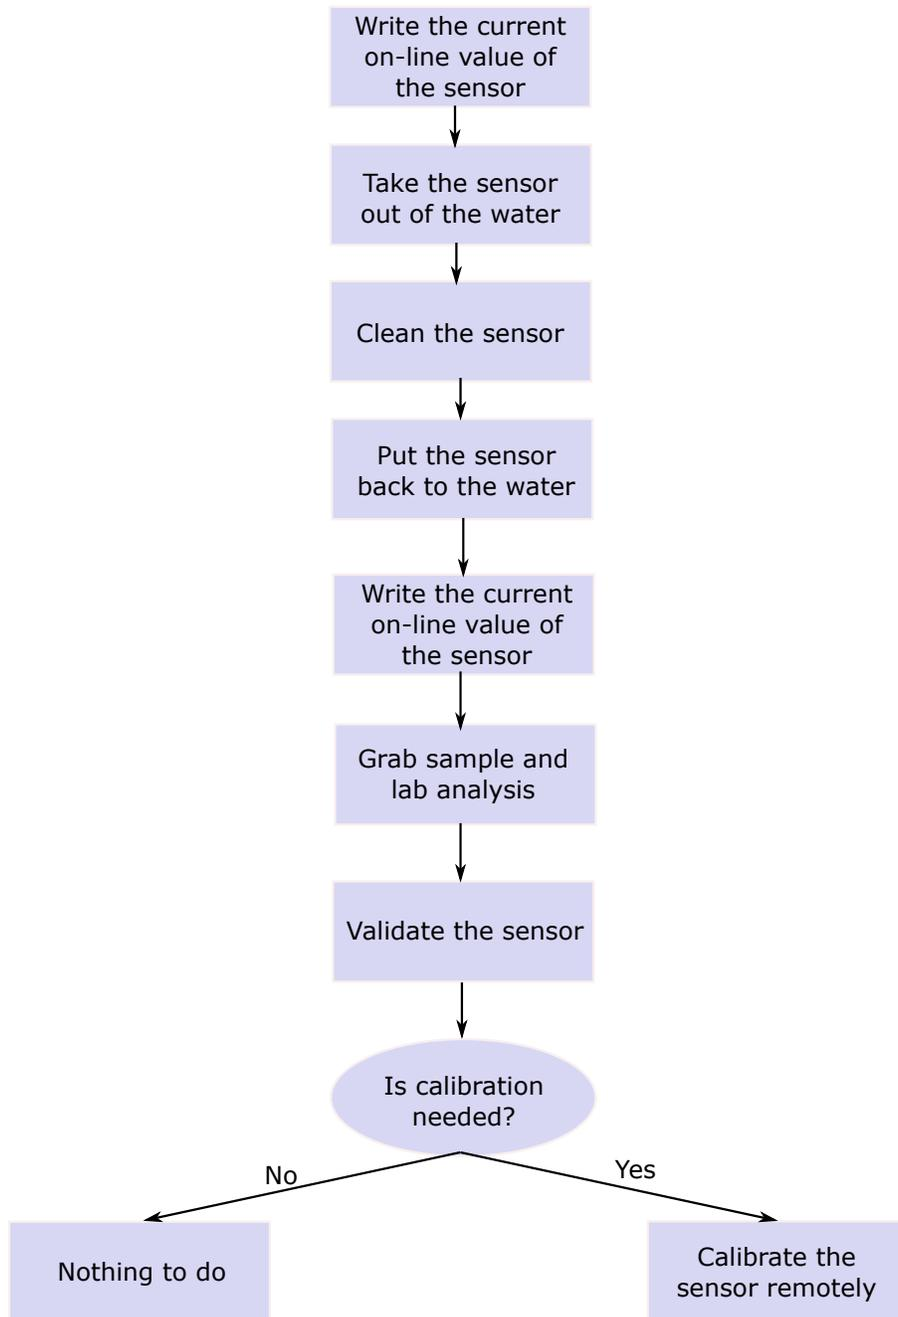 Write the current
on-line value of
the sensor
Take the sensor
out of the water
Clean the sensor
Put the sensor
back to the water
Write the current
on-line value of
the sensor
Grab sample and
lab analysis
Validate the sensor
Is calibration
needed?
No
Yes
Nothing to do
Calibrate the
sensor remotely